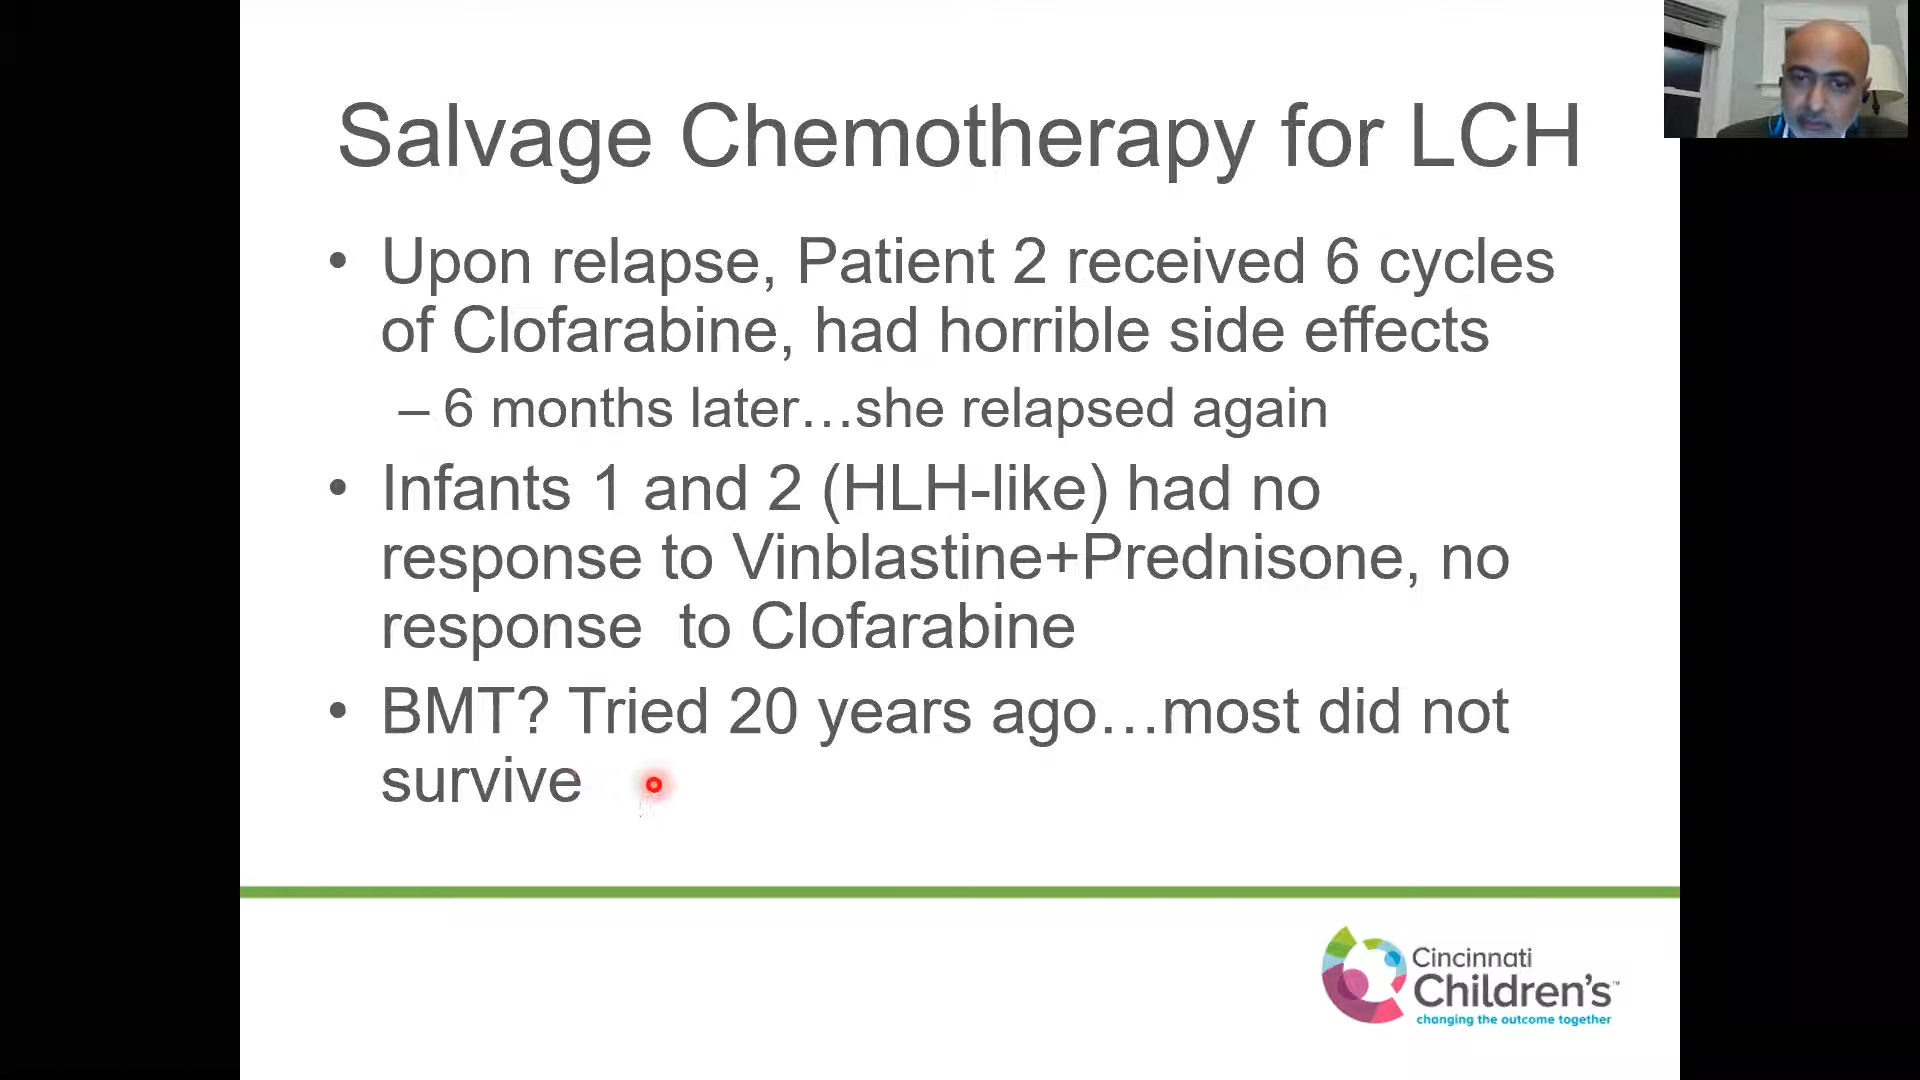 Salvage Chemotherapy for LCH
• Upon relapse, Patient 2 received 6 cycles
of Clofarabine, had horrible side effects
– 6 months later…she relapsed again
• Infants 1 and 2 (HLH-like) had no
response to Vinblastine+Prednisone, no
response  to Clofarabine
• BMT? Tried 20 years ago…most did not
survive
Cincinnati
Children's™
changing the outcome together